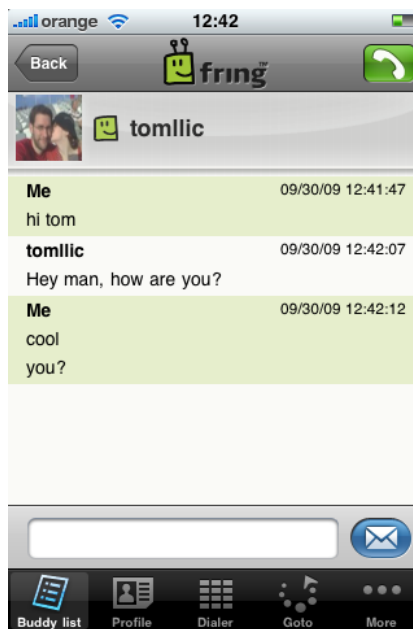 orange 12:42
Back fring™
tomllic
Me 09/30/09 12:41:47
hi tom
tomllic 09/30/09 12:42:07
Hey man, how are you?
Me 09/30/09 12:42:12
cool
you?
Buddy list Profile Dialer Goto More